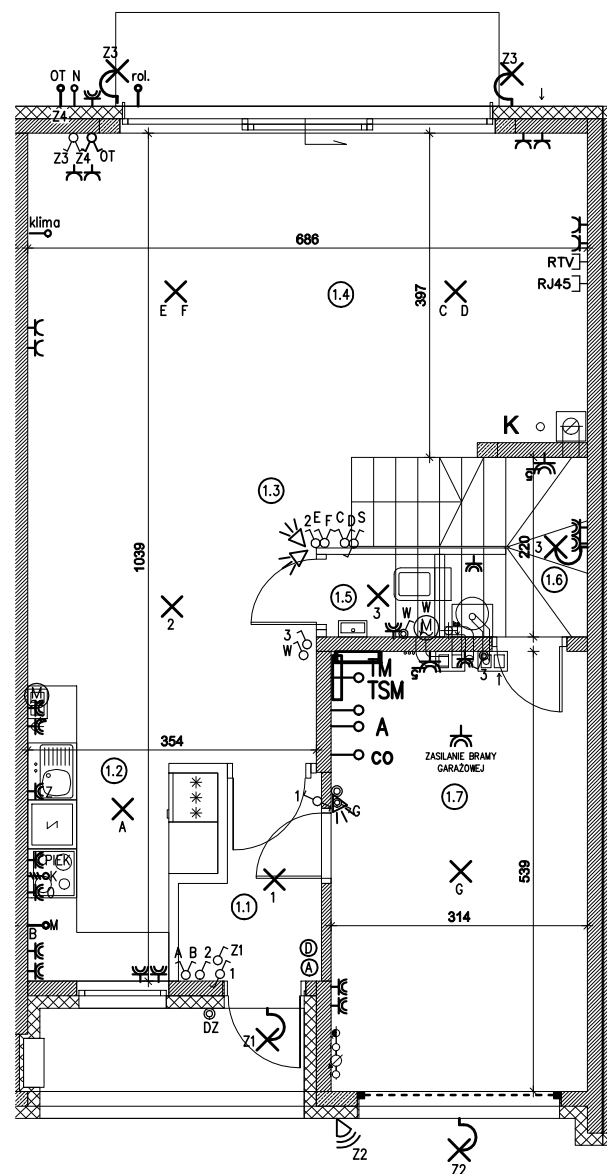 Z3
Z3
OT N
rol.
Z4
Z3
Z4
OT
klima
686
RTV
RJ45
E F
1.4
397
C D
K
1.3
2 E F C D S
1039
220
3
1.6
1.5
3
W
W
M
2
3
W
TM
TSM
A
co
M
354
ZASILANIE BRAMY
GARAŻOWEJ
Z
1.2
1.7
A
1
G
PIEK
K
O
G
539
1
1.1
314
M
B
A B 2 Z1
1
D
A
DZ
Z1
Z2
Z2